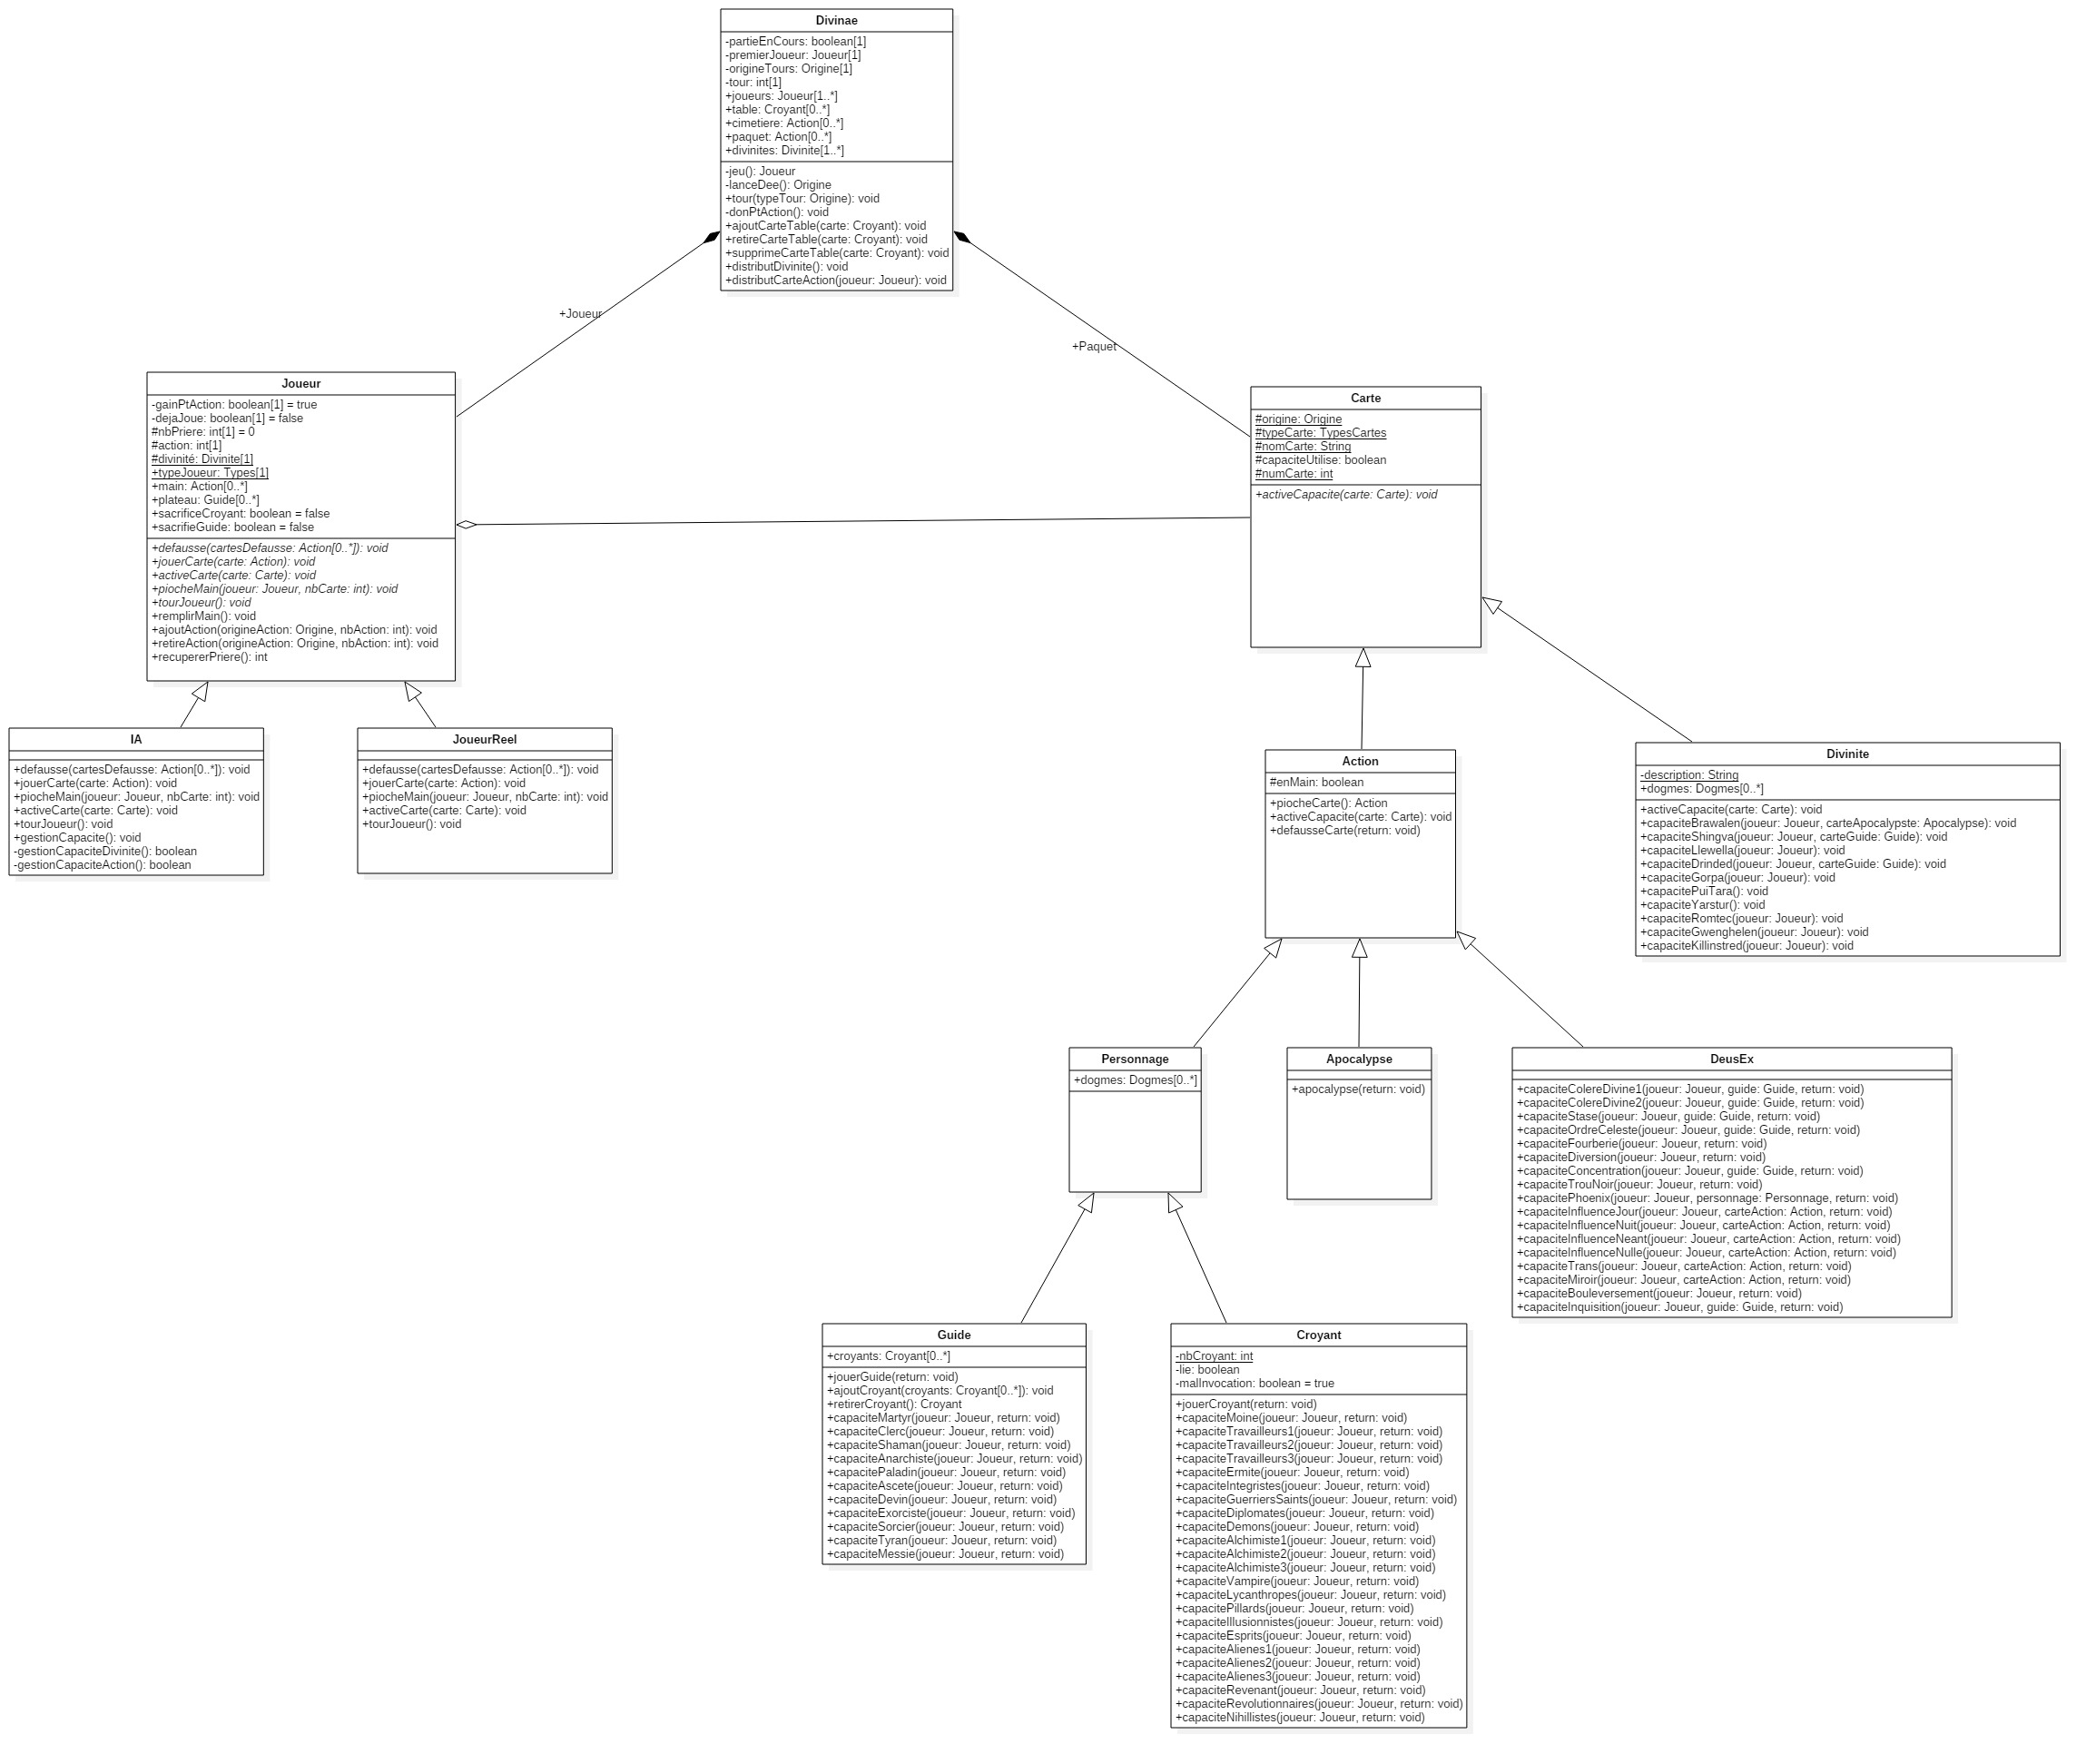 Divinae
-partieEnCours: boolean[1]
-premierJoueur: Joueur[1]
-origineTours: Origine[1]
-tour: int[1]
+joueurs: Joueur[1..*]
+table: Croyant[0..*]
+cimetiere: Action[0..*]
+paquet: Action[0..*]
+divinites: Divinite[1..*]
-jeu(): Joueur
-lanceDee(): Origine
+tour(typeTour: Origine): void
-donPtAction(): void
+ajoutCarteTable(carte: Croyant): void
+retireCarteTable(carte: Croyant): void
+supprimeCarteTable(carte: Croyant): void
+distributDivinite(): void
+distributCarteAction(joueur: Joueur): void
+Joueur
+Paquet
Joueur
-gainPtAction: boolean[1] = true
-dejaJoue: boolean[1] = false
#nbPriere: int[1] = 0
#action: int[1]
#divinité: Divinite[1]
+typeJoueur: Types[1]
+main: Action[0..*]
+plateau: Guide[0..*]
+sacrificeCroyant: boolean = false
+sacrifieGuide: boolean = false
+defausse(cartesDefausse: Action[0..*]): void
+jouerCarte(carte: Action): void
+activeCarte(carte: Carte): void
+piocheMain(joueur: Joueur, nbCarte: int): void
+tourJoueur(): void
+remplirMain(): void
+ajoutAction(origineAction: Origine, nbAction: int): void
+retireAction(origineAction: Origine, nbAction: int): void
+recupererPriere(): int
Carte
#origine: Origine
#typeCarte: TypesCartes
#nomCarte: String
#capaciteUtilise: boolean
#numCarte: int
+activeCapacite(carte: Carte): void
IA
+defausse(cartesDefausse: Action[0..*]): void
+jouerCarte(carte: Action): void
+piocheMain(joueur: Joueur, nbCarte: int): void
+activeCarte(carte: Carte): void
+tourJoueur(): void
+gestionCapacite(): void
-gestionCapaciteDivinite(): boolean
-gestionCapaciteAction(): boolean
JoueurReel
+defausse(cartesDefausse: Action[0..*]): void
+jouerCarte(carte: Action): void
+piocheMain(joueur: Joueur, nbCarte: int): void
+activeCarte(carte: Carte): void
+tourJoueur(): void
Action
#enMain: boolean
+piocheCarte(): Action
+activeCapacite(carte: Carte): void
+defausseCarte(return: void)
Divinite
-description: String
+dogmes: Dogmes[0..*]
+activeCapacite(carte: Carte): void
+capaciteBrawalen(joueur: Joueur, carteApocalypste: Apocalypse): void
+capaciteShingva(joueur: Joueur, carteGuide: Guide): void
+capaciteLlewella(joueur: Joueur): void
+capaciteDrinded(joueur: Joueur, carteGuide: Guide): void
+capaciteGorpa(joueur: Joueur): void
+capacitePuiTara(): void
+capaciteYarstur(): void
+capaciteRomtec(joueur: Joueur): void
+capaciteGwenghelen(joueur: Joueur): void
+capaciteKillinstred(joueur: Joueur): void
Personnage
+dogmes: Dogmes[0..*]
Apocalypse
+apocalypse(return: void)
DeusEx
+capaciteColereDivine1(joueur: Joueur, guide: Guide, return: void)
+capaciteColereDivine2(joueur: Joueur, guide: Guide, return: void)
+capaciteStase(joueur: Joueur, guide: Guide, return: void)
+capaciteOrdreCeleste(joueur: Joueur, guide: Guide, return: void)
+capaciteFourberie(joueur: Joueur, return: void)
+capaciteDiversion(joueur: Joueur, return: void)
+capaciteConcentration(joueur: Joueur, guide: Guide, return: void)
+capaciteTrouNoir(joueur: Joueur, return: void)
+capacitePhoenix(joueur: Joueur, personnage: Personnage, return: void)
+capaciteInfluenceJour(joueur: Joueur, carteAction: Action, return: void)
+capaciteInfluenceNuit(joueur: Joueur, carteAction: Action, return: void)
+capaciteInfluenceNeant(joueur: Joueur, carteAction: Action, return: void)
+capaciteInfluenceNulle(joueur: Joueur, carteAction: Action, return: void)
+capaciteTrans(joueur: Joueur, carteAction: Action, return: void)
+capaciteMiroir(joueur: Joueur, carteAction: Action, return: void)
+capaciteBouleversement(joueur: Joueur, return: void)
+capaciteInquisition(joueur: Joueur, guide: Guide, return: void)
Guide
+croyants: Croyant[0..*]
+jouerGuide(return: void)
+ajoutCroyant(croyants: Croyant[0..*]): void
+retirerCroyant(): Croyant
+capaciteMartyr(joueur: Joueur, return: void)
+capaciteClerc(joueur: Joueur, return: void)
+capaciteShaman(joueur: Joueur, return: void)
+capaciteAnarchiste(joueur: Joueur, return: void)
+capacitePaladin(joueur: Joueur, return: void)
+capaciteAscete(joueur: Joueur, return: void)
+capaciteDevin(joueur: Joueur, return: void)
+capaciteExorciste(joueur: Joueur, return: void)
+capaciteSorcier(joueur: Joueur, return: void)
+capaciteTyran(joueur: Joueur, return: void)
+capaciteMessie(joueur: Joueur, return: void)
Croyant
-nbCroyant: int
-lie: boolean
-malInvocation: boolean = true
+jouerCroyant(return: void)
+capaciteMoine(joueur: Joueur, return: void)
+capaciteTravailleurs1(joueur: Joueur, return: void)
+capaciteTravailleurs2(joueur: Joueur, return: void)
+capaciteTravailleurs3(joueur: Joueur, return: void)
+capaciteErmite(joueur: Joueur, return: void)
+capaciteIntegristes(joueur: Joueur, return: void)
+capaciteGuerriersSaints(joueur: Joueur, return: void)
+capaciteDiplomates(joueur: Joueur, return: void)
+capaciteDemons(joueur: Joueur, return: void)
+capaciteAlchimiste1(joueur: Joueur, return: void)
+capaciteAlchimiste2(joueur: Joueur, return: void)
+capaciteAlchimiste3(joueur: Joueur, return: void)
+capaciteVampire(joueur: Joueur, return: void)
+capaciteLycanthropes(joueur: Joueur, return: void)
+capacitePillards(joueur: Joueur, return: void)
+capaciteIllusionnistes(joueur: Joueur, return: void)
+capaciteEsprits(joueur: Joueur, return: void)
+capaciteAlienes1(joueur: Joueur, return: void)
+capaciteAlienes2(joueur: Joueur, return: void)
+capaciteAlienes3(joueur: Joueur, return: void)
+capaciteRevenant(joueur: Joueur, return: void)
+capaciteRevolutionnaires(joueur: Joueur, return: void)
+capaciteNihillistes(joueur: Joueur, return: void)